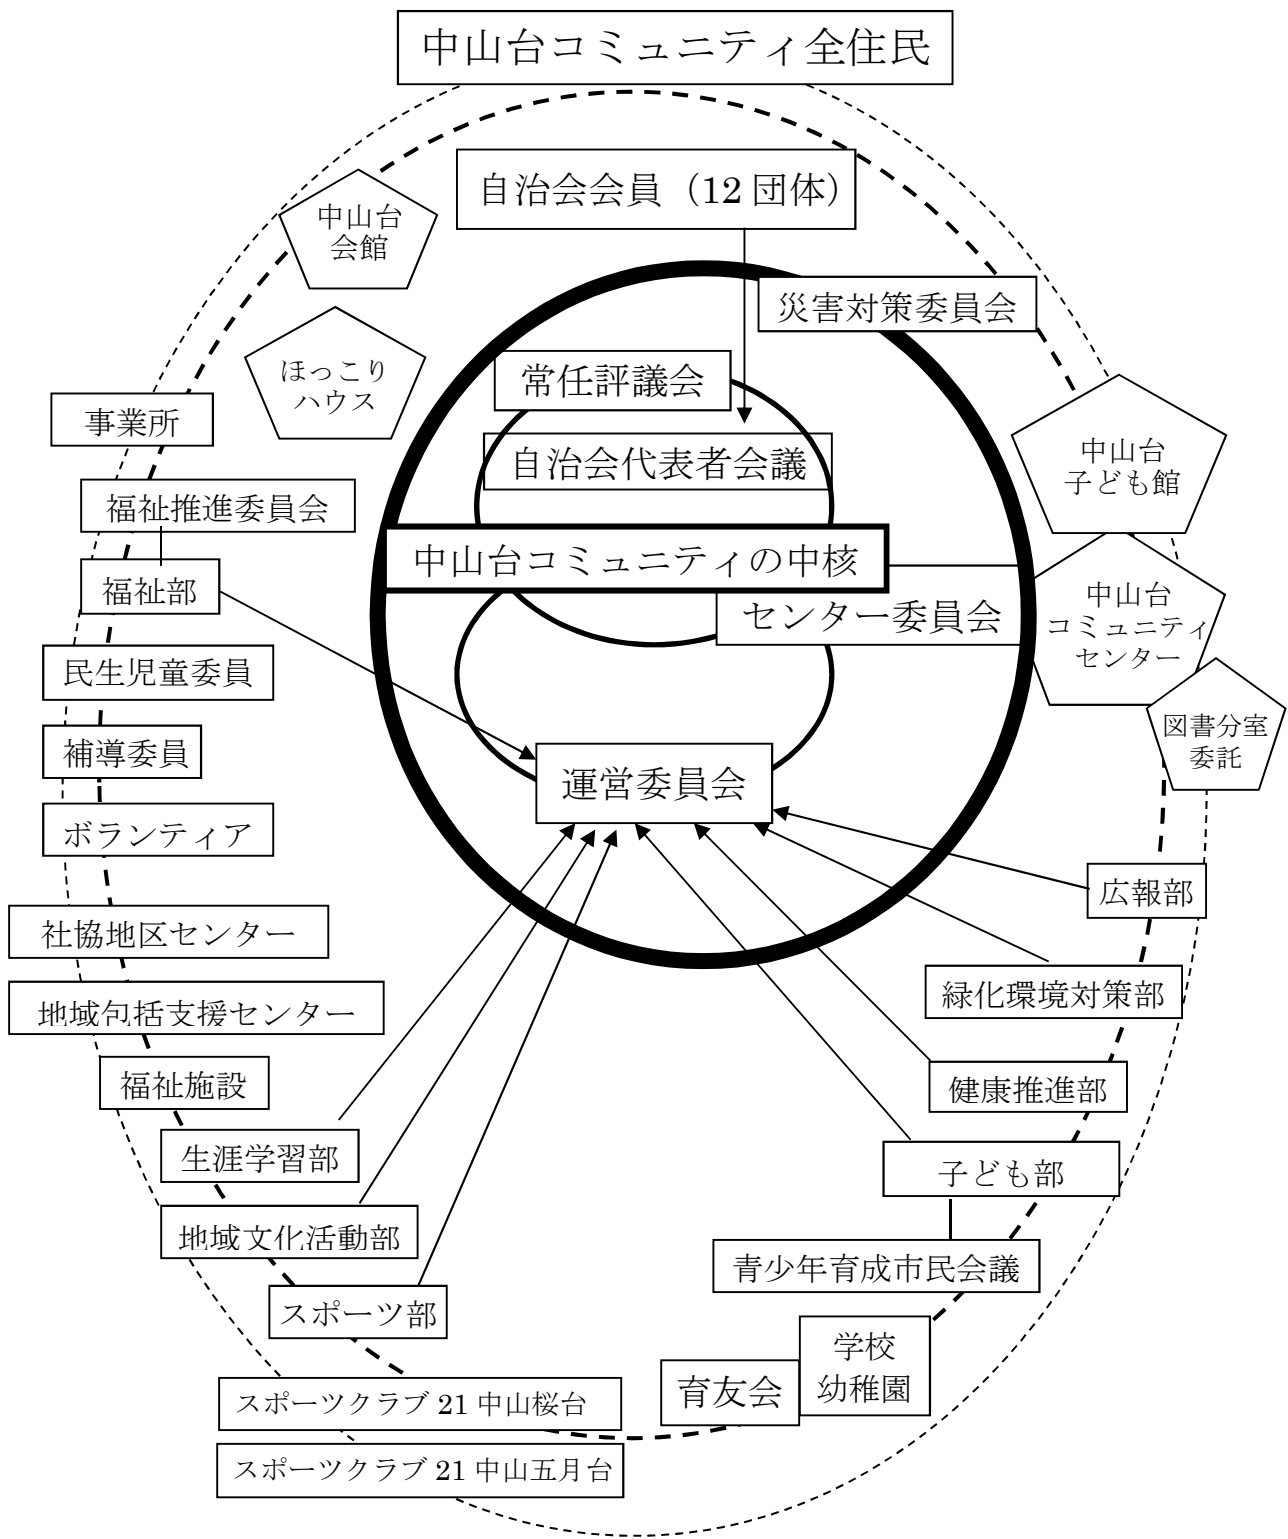 中山台コミュニティ全住民
自治会会員（12 団体）
中山台
会館
災害対策委員会
ほっこり
ハウス
常任評議会
事業所
自治会代表者会議
中山台
子ども館
福祉推進委員会
中山台コミュニティの中核
福祉部
センター委員会
中山台
コミュニティ
センター
民生児童委員
補導委員
運営委員会
図書分室
委託
ボランティア
広報部
社協地区センター
緑化環境対策部
地域包括支援センター
福祉施設
健康推進部
生涯学習部
子ども部
地域文化活動部
青少年育成市民会議
スポーツ部
学校
幼稚園
育友会
スポーツクラブ 21 中山桜台
スポーツクラブ 21 中山五月台